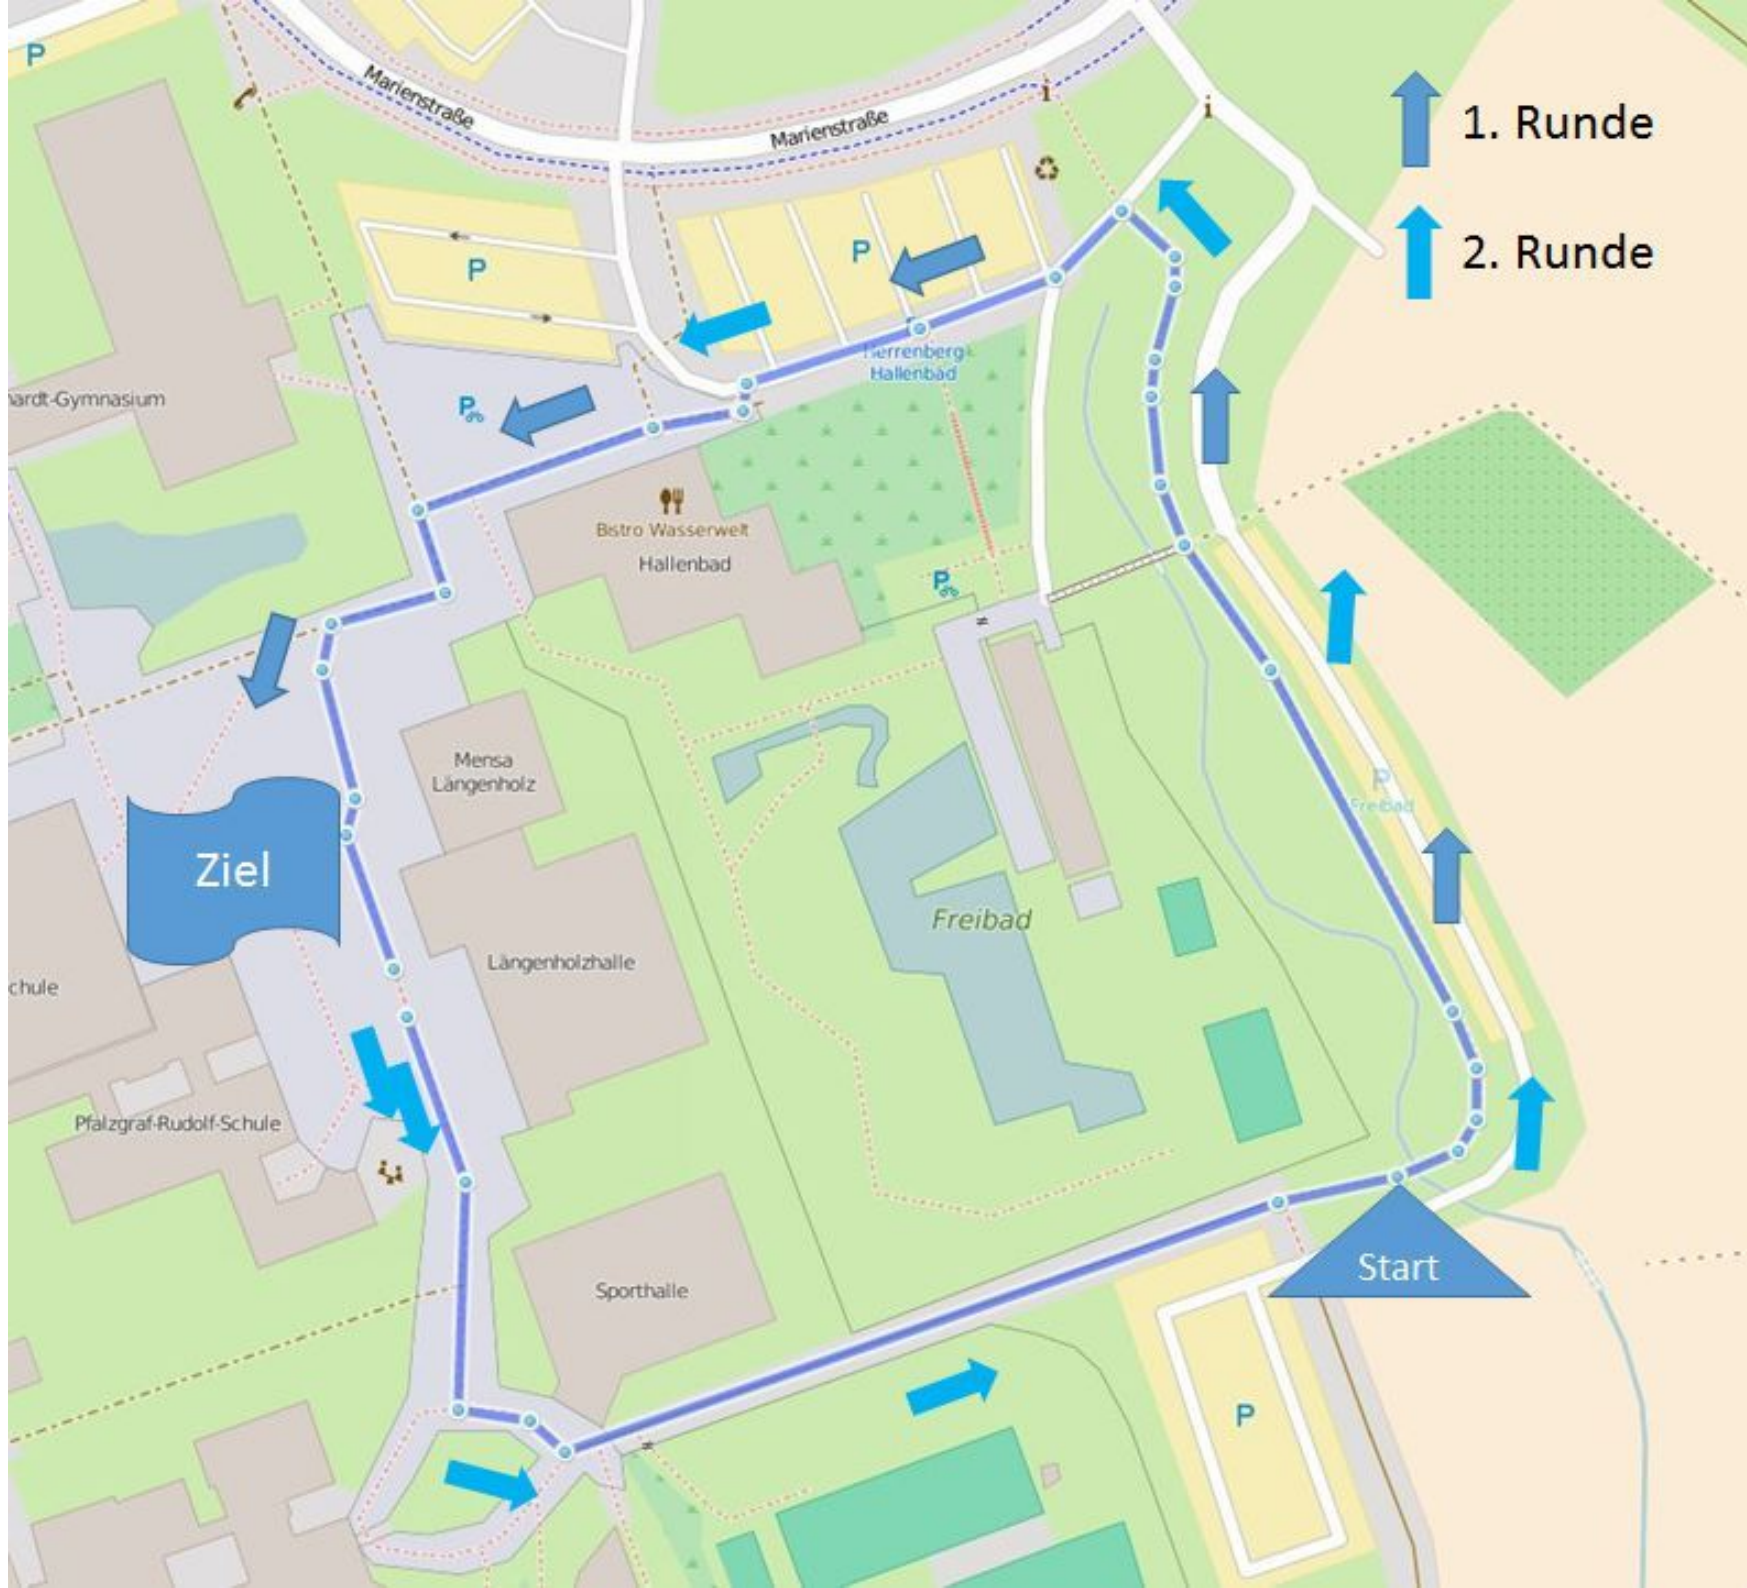 P
Marienstraße
Marienstraße
1. Runde
2. Runde
P
P
Herrenberg
Hallenbad
P
ardt-Gymnasium
Bistro Wasserwelt
Hallenbad
P
Mensa
Längenholz
P
Freibad
Ziel
Freibad
Längenholzhalle
chule
Pfalzgraf-Rudolf-Schule
Start
Sporthalle
P